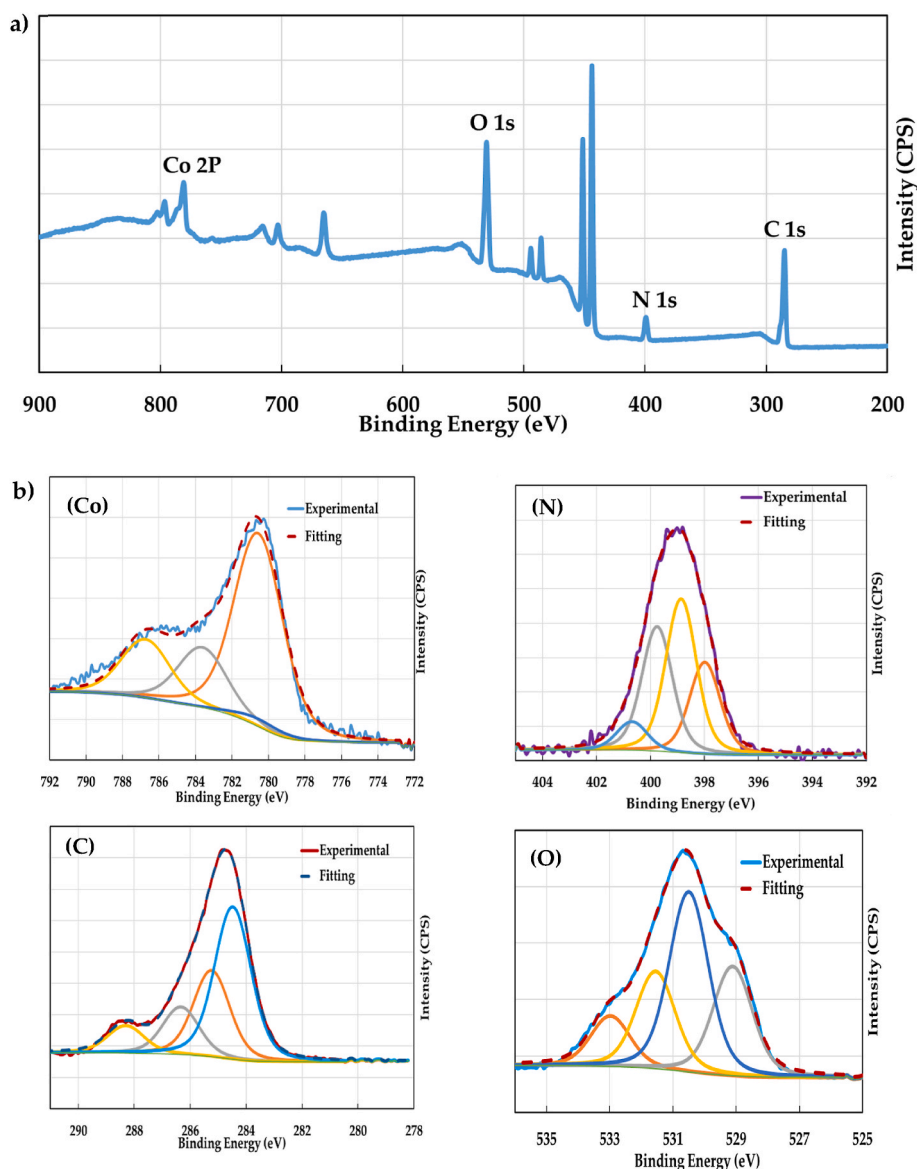 a)
Co 2P
O 1s
N 1s
C 1s
Intensity (CPS)
900 800 700 600 500 400 300 200
Binding Energy (eV)
b)
(Co)
Experimental
Fitting
Intensity (CPS)
792 790 788 786 784 782 780 778 776 774 772
Binding Energy (eV)
(N)
Experimental
Fitting
Intensity (CPS)
404 402 400 398 396 394 392
Binding Energy (eV)
(C)
Experimental
Fitting
Intensity (CPS)
290 288 286 284 282 280 278
Binding Energy (eV)
(O)
Experimental
Fitting
Intensity (CPS)
535 533 531 529 527 525
Binding Energy (eV)